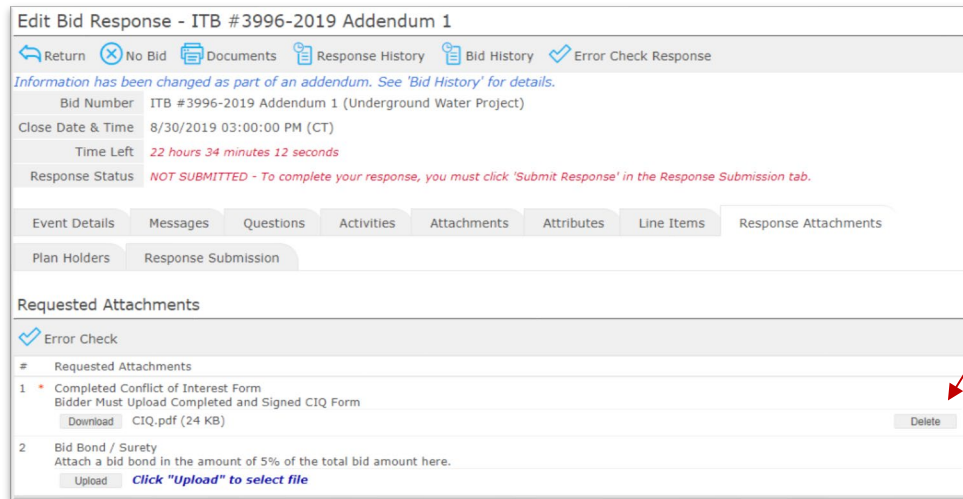 Edit Bid Response - ITB #3996-2019 Addendum 1
Return No Bid Documents Response History Bid History Error Check Response
Information has been changed as part of an addendum. See 'Bid History' for details.
Bid Number ITB #3996-2019 Addendum 1 (Underground Water Project)
Close Date & Time 8/30/2019 03:00:00 PM (CT)
Time Left 22 hours 34 minutes 12 seconds
Response Status NOT SUBMITTED - To complete your response, you must click 'Submit Response' in the Response Submission tab.
Event Details Messages Questions Activities Attachments Attributes Line Items Response Attachments
Plan Holders Response Submission
Requested Attachments
Error Check
# Requested Attachments
1 * Completed Conflict of Interest Form
Bidder Must Upload Completed and Signed CIQ Form
Download CIQ.pdf (24 KB) Delete
2 Bid Bond / Surety
Attach a bid bond in the amount of 5% of the total bid amount here.
Upload Click "Upload" to select file